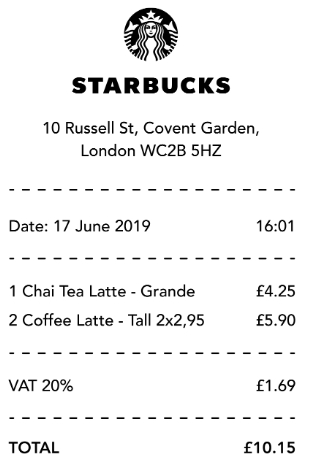 STARBUCKS
10 Russell St, Covent Garden,
London WC2B 5HZ
Date: 17 June 2019 16:01
1 Chai Tea Latte - Grande £4.25
2 Coffee Latte - Tall 2x2,95 £5.90
VAT 20% £1.69
TOTAL £10.15